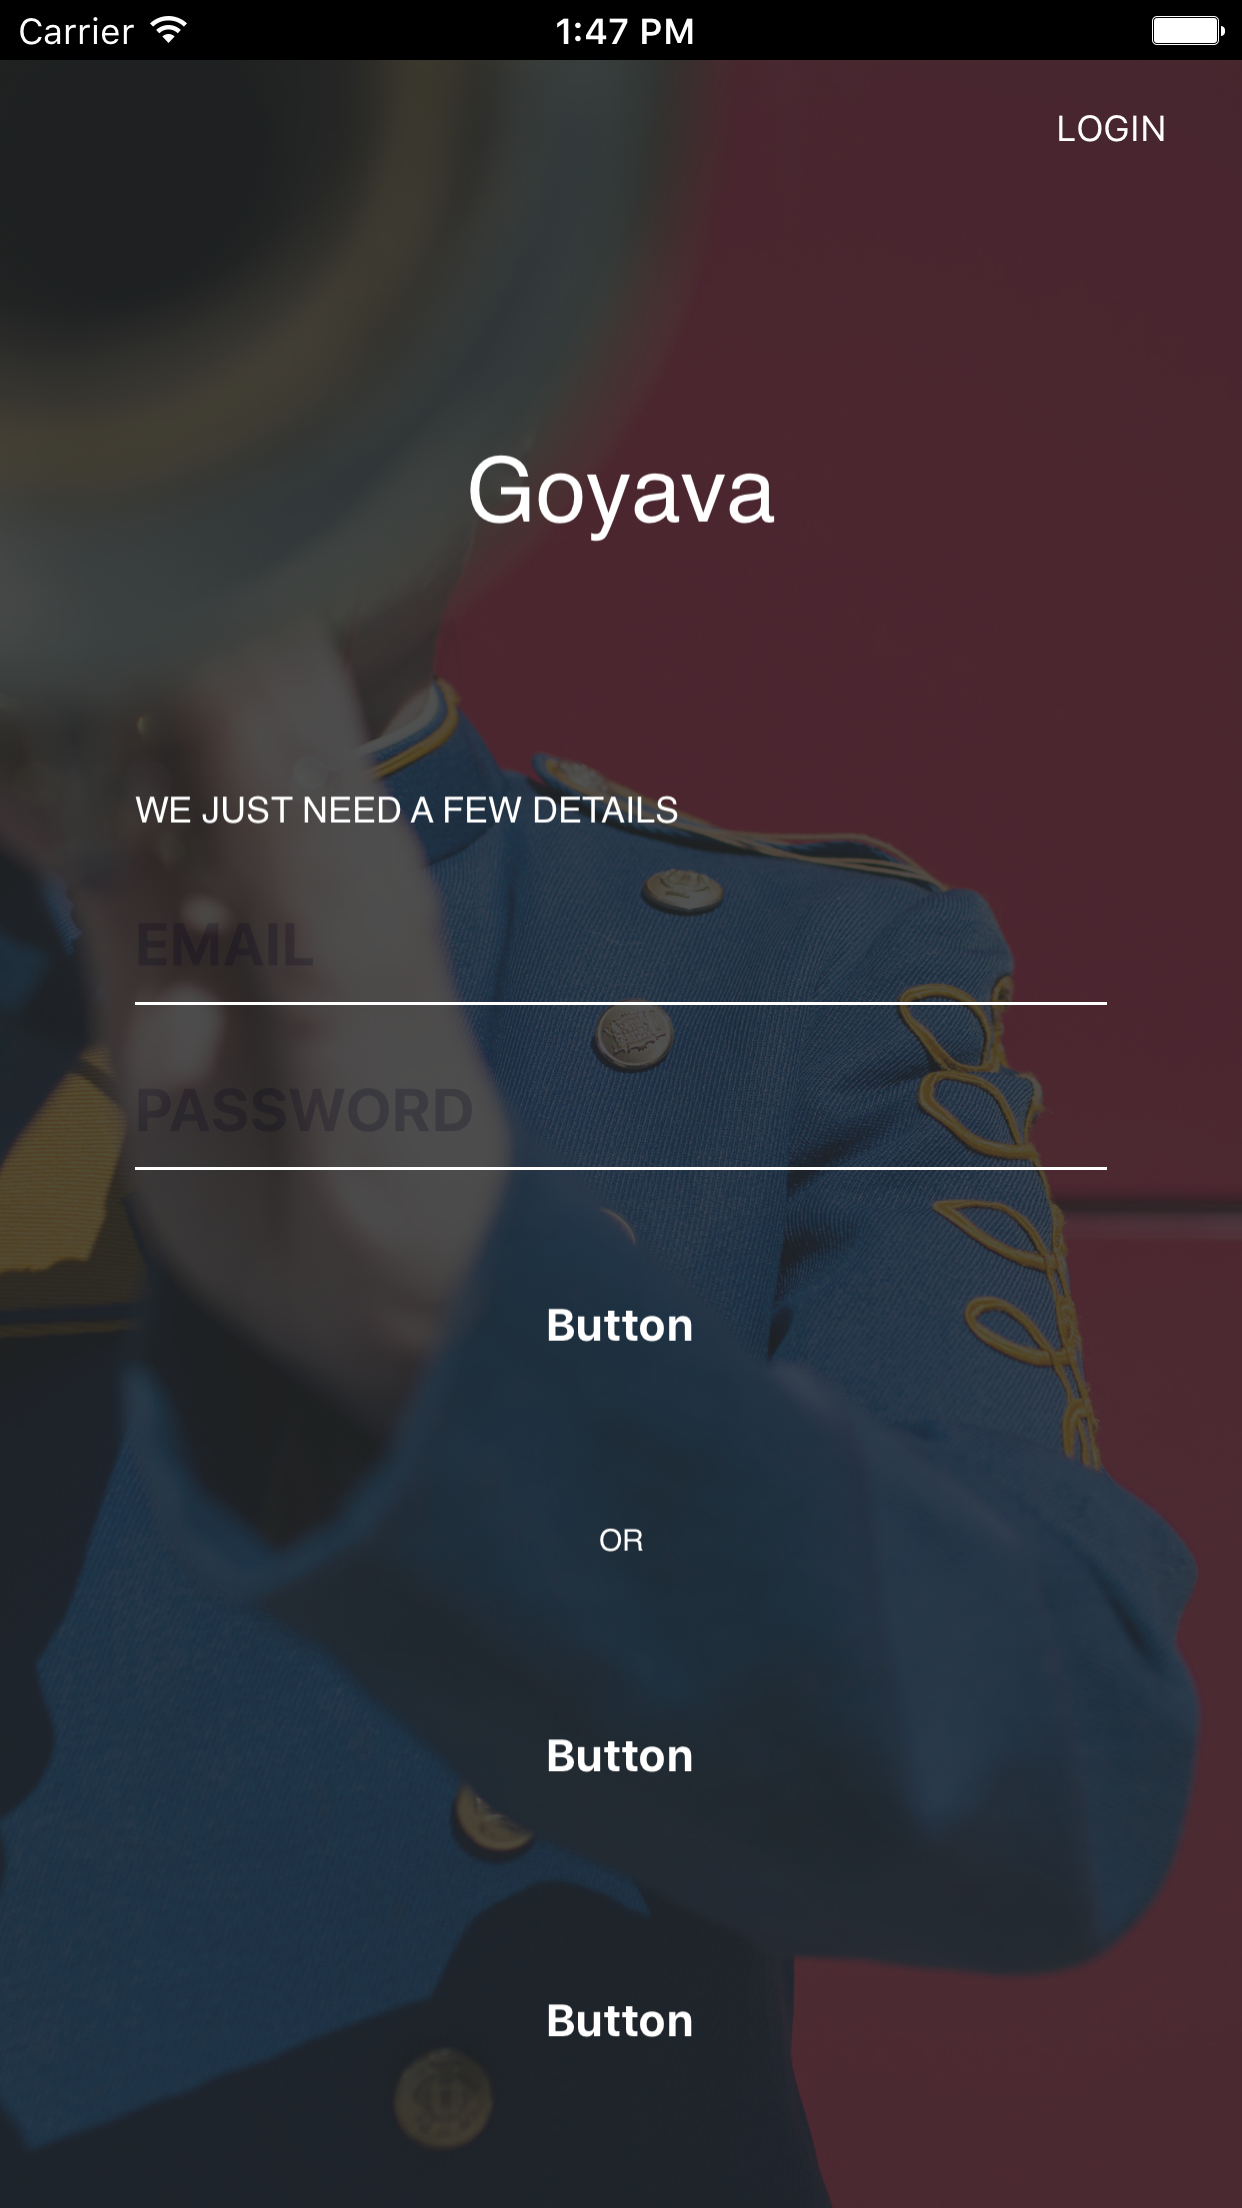 Carrier 1:47 PM
LOGIN
Goyava
WE JUST NEED A FEW DETAILS
EMAIL
PASSWORD
Button
OR
Button
Button